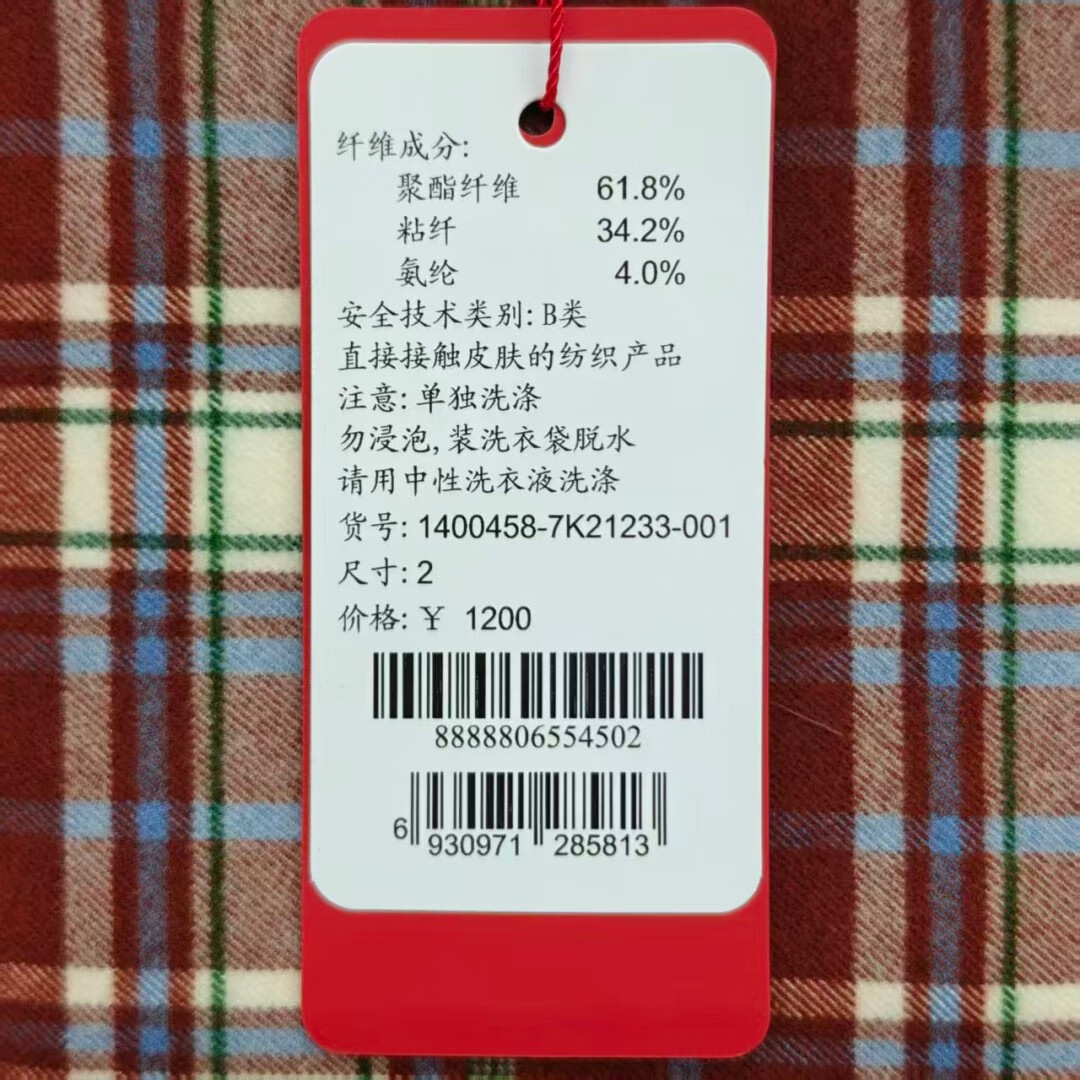 纤维成分:
聚酯纤维 61.8%
粘纤 34.2%
氨纶 4.0%
安全技术类别: B类
直接接触皮肤的纺织产品
注意: 单独洗涤
勿浸泡, 装洗衣袋脱水
请用中性洗衣液洗涤
货号: 1400458-7K21233-001
尺寸: 2
价格: ¥ 1200
8888806554502
6 930971 285813